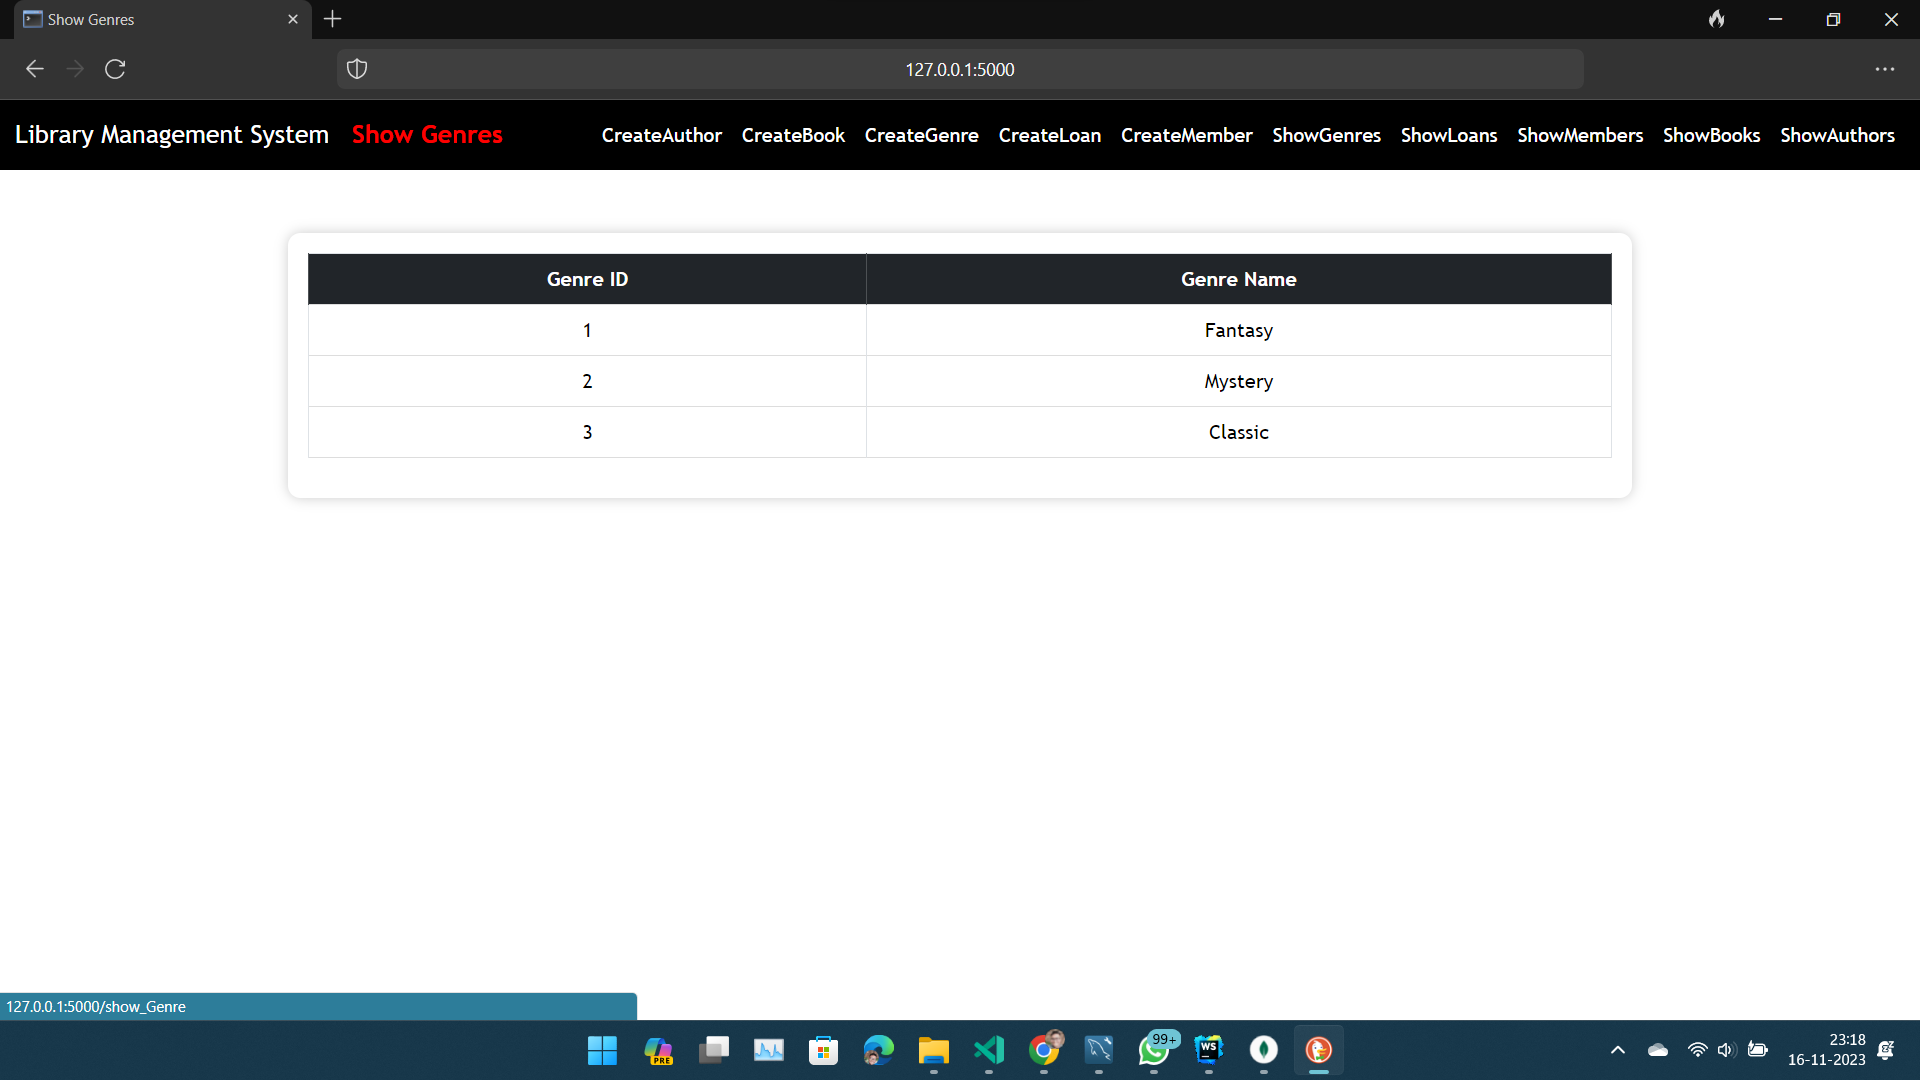 Show Genres
127.0.0.1:5000
Library Management System Show Genres CreateAuthor CreateBook CreateGenre CreateLoan CreateMember ShowGenres ShowLoans ShowMembers ShowBooks ShowAuthors
Genre ID Genre Name
1 Fantasy
2 Mystery
3 Classic
127.0.0.1:5000/show_Genre
PRE
99+
WS
23:18
16-11-2023